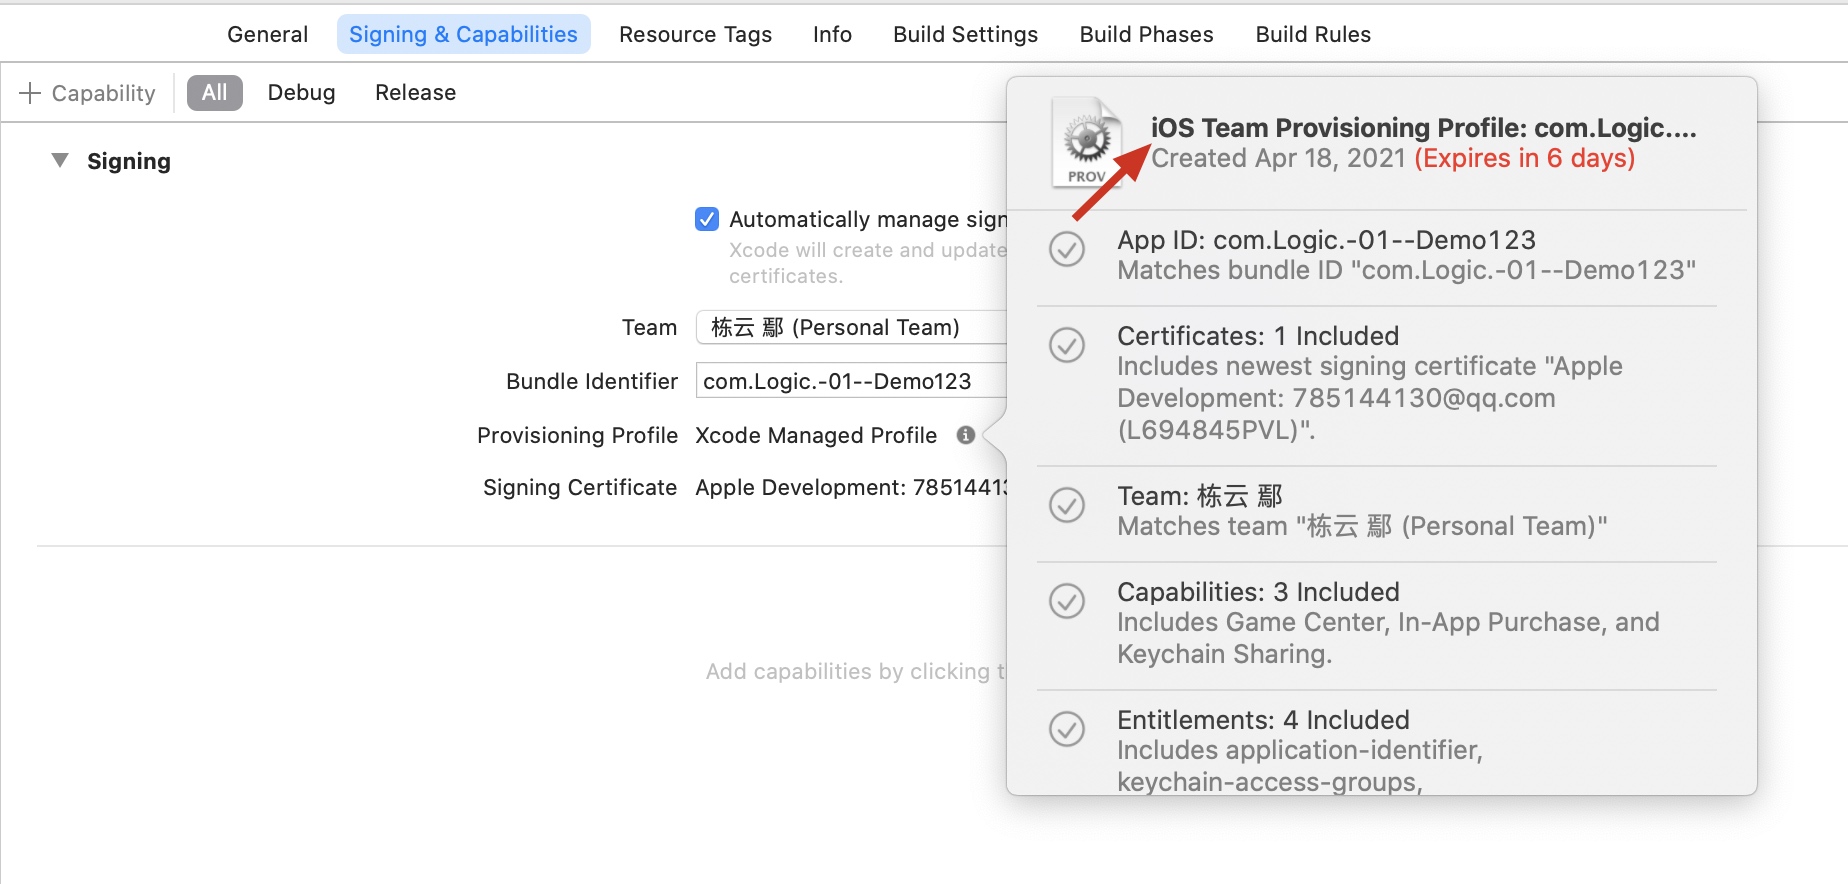 General Signing & Capabilities Resource Tags Info Build Settings Build Phases Build Rules
+ Capability All Debug Release
Signing
Automatically manage sign
Xcode will create and update
certificates.
Team 栋云 鄢 (Personal Team)
Bundle Identifier com.Logic.-01--Demo123
Provisioning Profile Xcode Managed Profile
Signing Certificate Apple Development: 7851441
Add capabilities by clicking t
PROV
iOS Team Provisioning Profile: com.Logic....
Created Apr 18, 2021 (Expires in 6 days)
App ID: com.Logic.-01--Demo123
Matches bundle ID "com.Logic.-01--Demo123"
Certificates: 1 Included
Includes newest signing certificate "Apple
Development: 785144130@qq.com
(L694845PVL)".
Team: 栋云 鄢
Matches team "栋云 鄢 (Personal Team)"
Capabilities: 3 Included
Includes Game Center, In-App Purchase, and
Keychain Sharing.
Entitlements: 4 Included
Includes application-identifier,
keychain-access-groups,